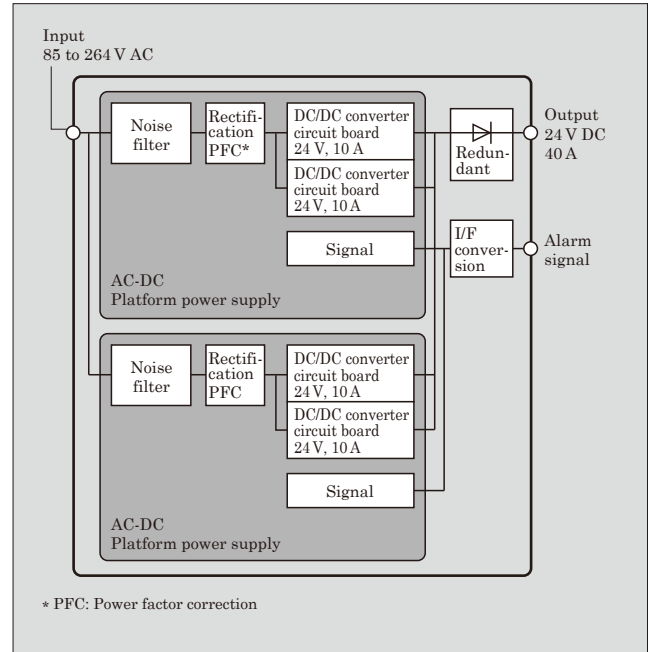 Input
85 to 264 V AC
Noise
filter
Rectifi-
cation
PFC*
DC/DC converter
circuit board
24 V, 10 A
DC/DC converter
circuit board
24 V, 10 A
Signal
AC-DC
Platform power supply
Redun-
dant
Output
24 V DC
40 A
I/F
conver-
sion
Alarm
signal
Noise
filter
Rectifi-
cation
PFC
DC/DC converter
circuit board
24 V, 10 A
DC/DC converter
circuit board
24 V, 10 A
Signal
AC-DC
Platform power supply
* PFC: Power factor correction